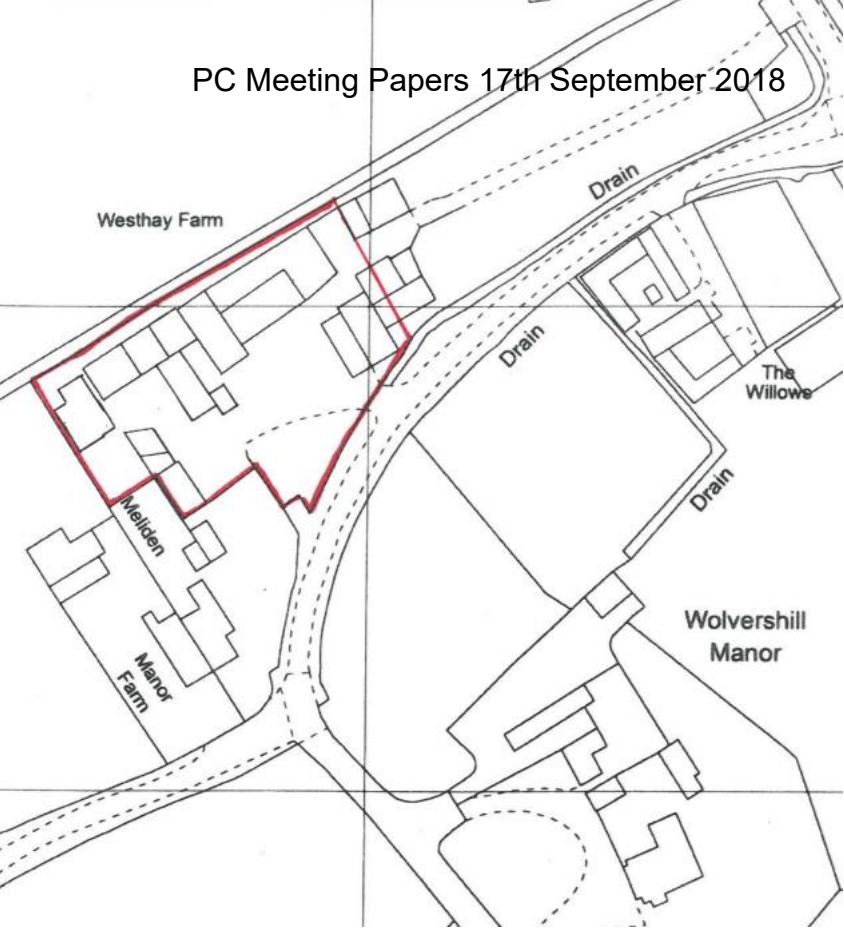 PC Meeting Papers 17th September 2018
Drain
Westhay Farm
Drain
The
Willows
Drain
Meliden
Wolvershill
Manor
Manor
Farm